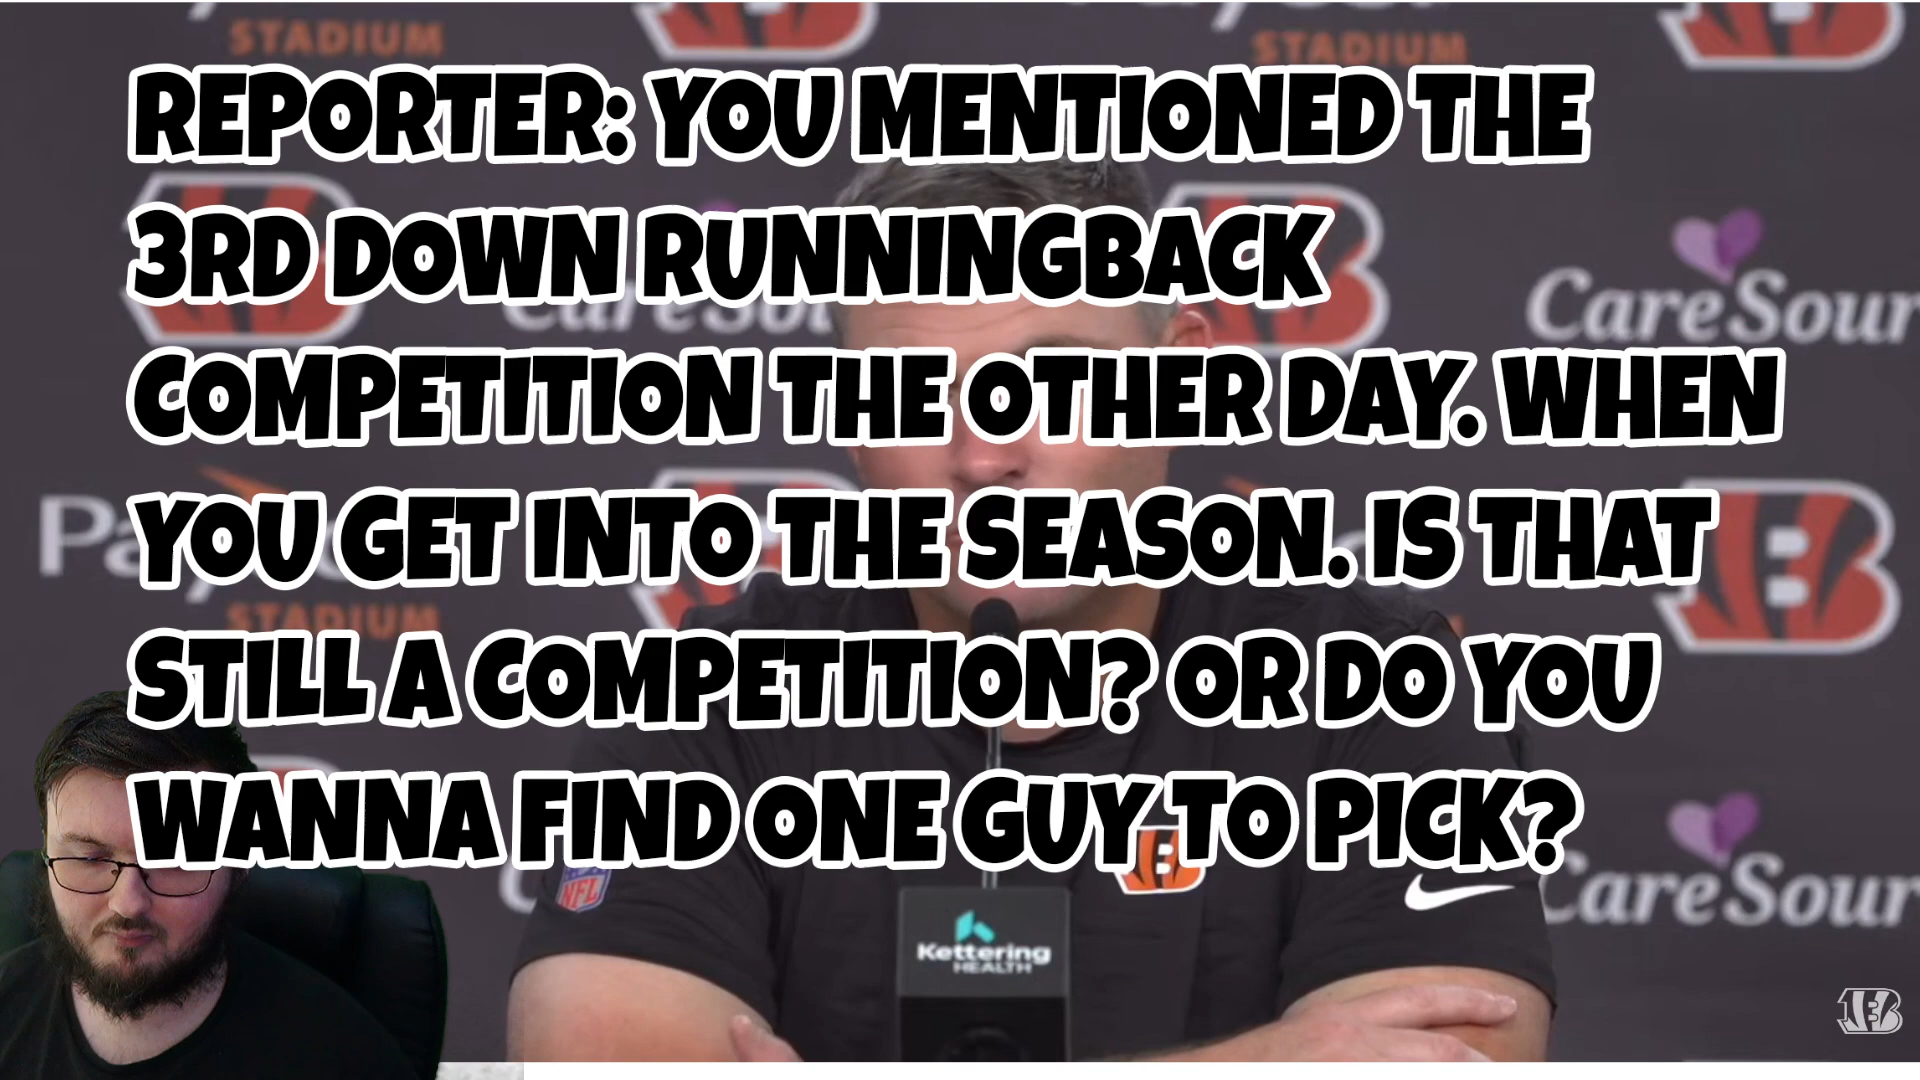 STADIUM
STADIUM
REPORTER: YOU MENTIONED THE
3RD DOWN RUNNINGBACK
COMPETITION THE OTHER DAY. WHEN
YOU GET INTO THE SEASON. IS THAT
STILL A COMPETITION? OR DO YOU
WANNA FIND ONE GUY TO PICK?
CareSour
STADIUM
NFL
CareSour
Kettering
HEALTH